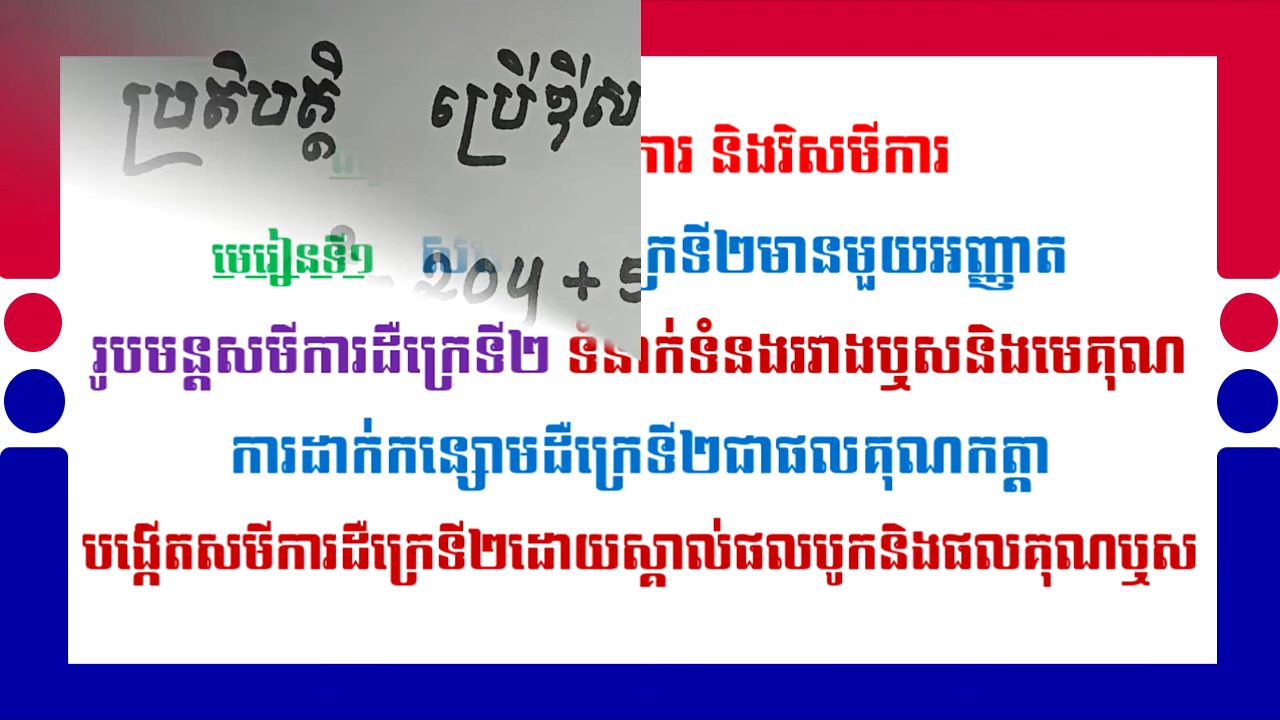 ប្រតិបត្តិ ប្រើឌីស
ការ និងវិសមីការ
មេរៀនទី១ ស
ក្រេទី២មានមួយអញ្ញាត
- 20y + 5
រូបមន្តសមីការដឺក្រេទី២ ទំនាក់ទំនងរវាងឬសនិងមេគុណ
ការដាក់កន្សោមដឺក្រេទី២ជាផលគុណកត្តា
បង្កើតសមីការដឺក្រេទី២ដោយស្គាល់ផលបូកនិងផលគុណឬស